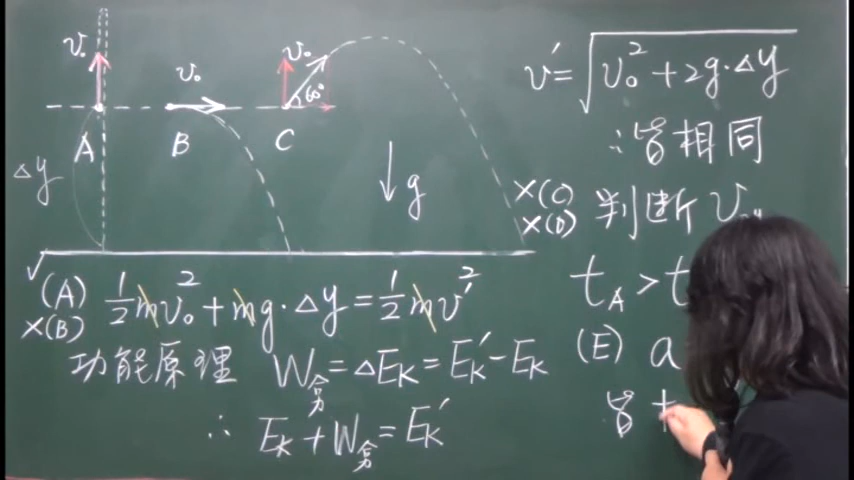 v₀
v₀
v₀
60°
A
B
C
Δy
g
√(A) ½mv₀² + mg·Δy = ½mv'²
×(B)
功能原理 W合 = ΔEₖ = Eₖ' - Eₖ
∴ Eₖ + W合 = Eₖ'
v' = √(v₀² + 2g·Δy)
∴皆相同
×(C)
×(D) 判斷 v₀
t_A > t
(E) a
皆